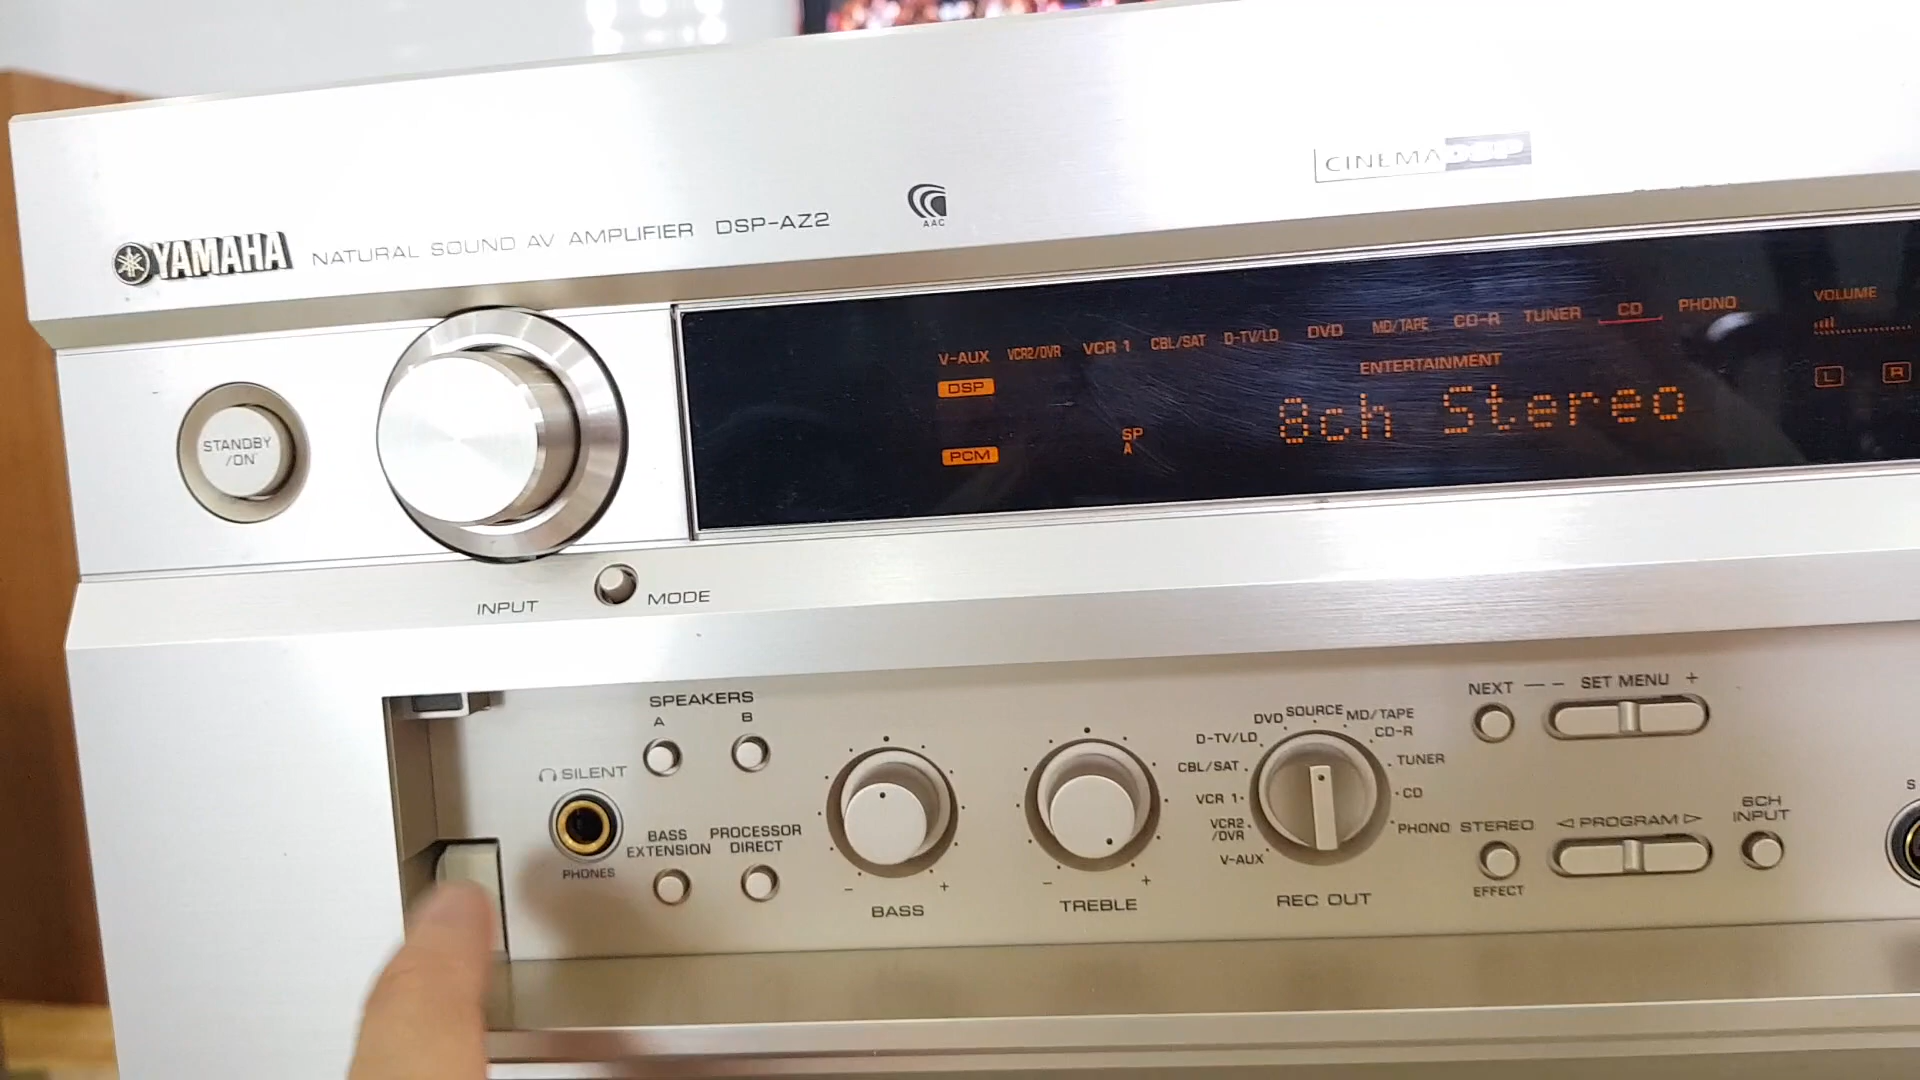 CINEMA DSP
YAMAHA NATURAL SOUND AV AMPLIFIER DSP-AZ2
AAC
V-AUX VCR2/DVR VCR 1 CBL/SAT D-TV/LD DVD MD/TAPE CD-R TUNER CD PHONO VOLUME
ENTERTAINMENT
DSP
8ch Stereo
L R
SP
A
PCM
STANDBY
/ON
INPUT
MODE
SPEAKERS
A B
SILENT
PHONES
BASS
EXTENSION
PROCESSOR
DIRECT
- +
BASS
- +
TREBLE
SOURCE
DVD MD/TAPE
D-TV/LD CD-R
CBL/SAT TUNER
VCR 1 CD
VCR2
/DVR PHONO
V-AUX
REC OUT
NEXT
- SET MENU +
STEREO
EFFECT
◁ PROGRAM ▷
6CH
INPUT
S